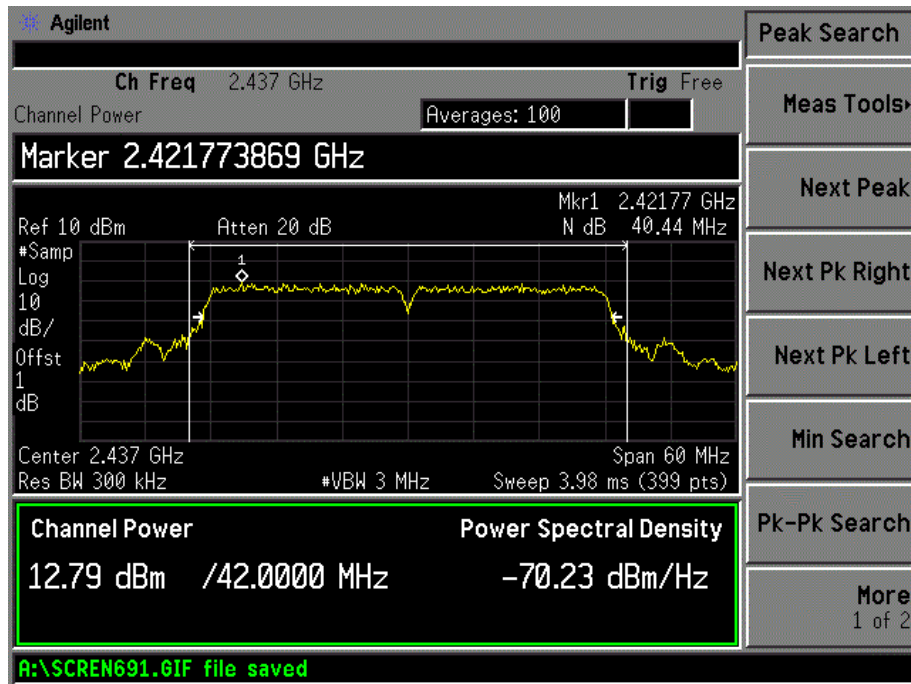 Agilent
Peak Search
Ch Freq 2.437 GHz Trig Free
Channel Power Averages: 100
Meas Tools
Marker 2.421773869 GHz
Next Peak
Mkr1 2.42177 GHz
Ref 10 dBm Atten 20 dB N dB 40.44 MHz
#Samp
Log
10
dB/
Offst
1
dB
1
Next Pk Right
Next Pk Left
Min Search
Center 2.437 GHz Span 60 MHz
Res BW 300 kHz #VBW 3 MHz Sweep 3.98 ms (399 pts)
Pk-Pk Search
Channel Power Power Spectral Density
12.79 dBm /42.0000 MHz -70.23 dBm/Hz
More
1 of 2
A:\SCREN691.GIF file saved